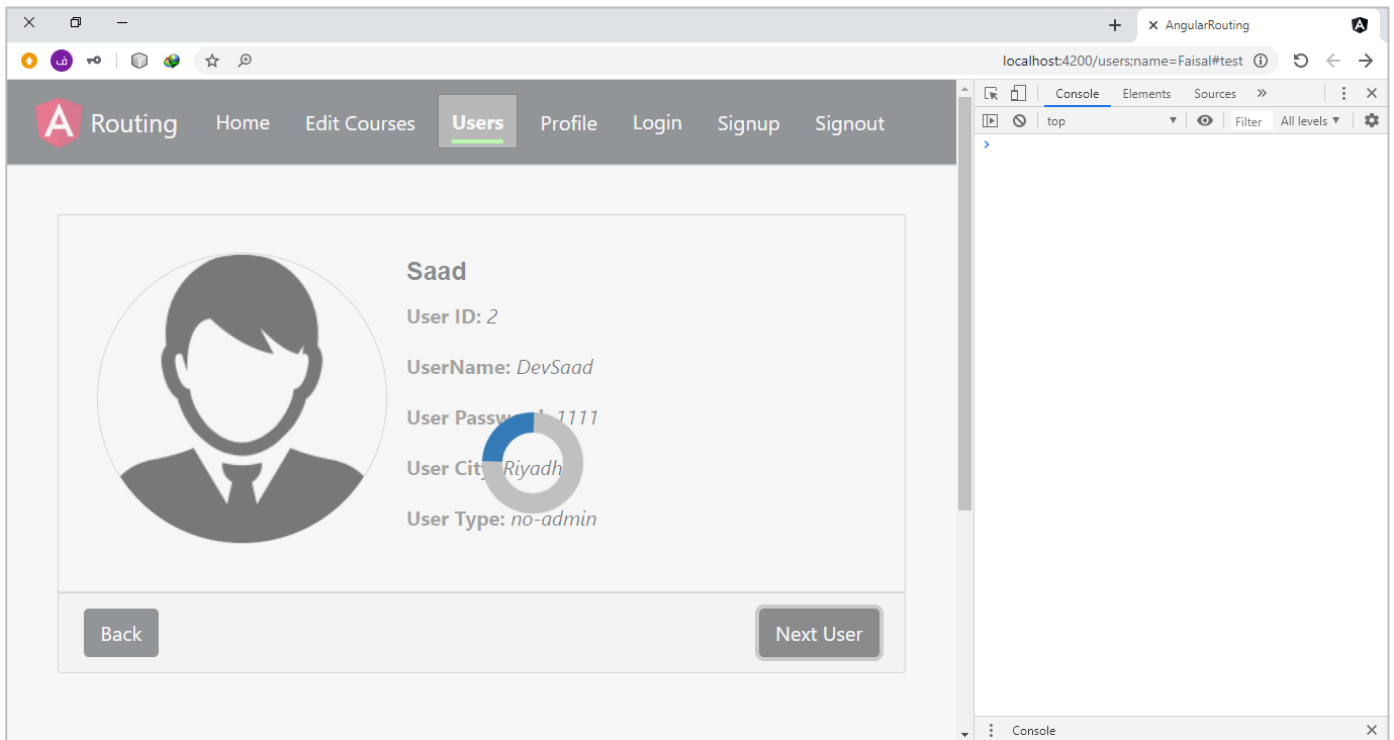 AngularRouting
localhost:4200/users;name=Faisal#test
ف
Routing
Home
Edit Courses
Users
Profile
Login
Signup
Signout
Saad
User ID: 2
UserName: DevSaad
User 1111
User Riyadh
User Type: no-admin
Back
Next User
Console
Elements
Sources
top
Filter
All levels
Console